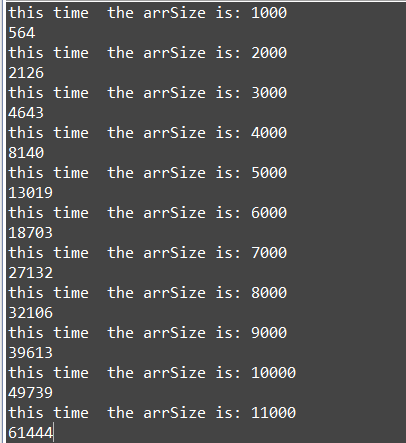 this time  the arrSize is: 1000
564
this time  the arrSize is: 2000
2126
this time  the arrSize is: 3000
4643
this time  the arrSize is: 4000
8140
this time  the arrSize is: 5000
13019
this time  the arrSize is: 6000
18703
this time  the arrSize is: 7000
27132
this time  the arrSize is: 8000
32106
this time  the arrSize is: 9000
39613
this time  the arrSize is: 10000
49739
this time  the arrSize is: 11000
61444